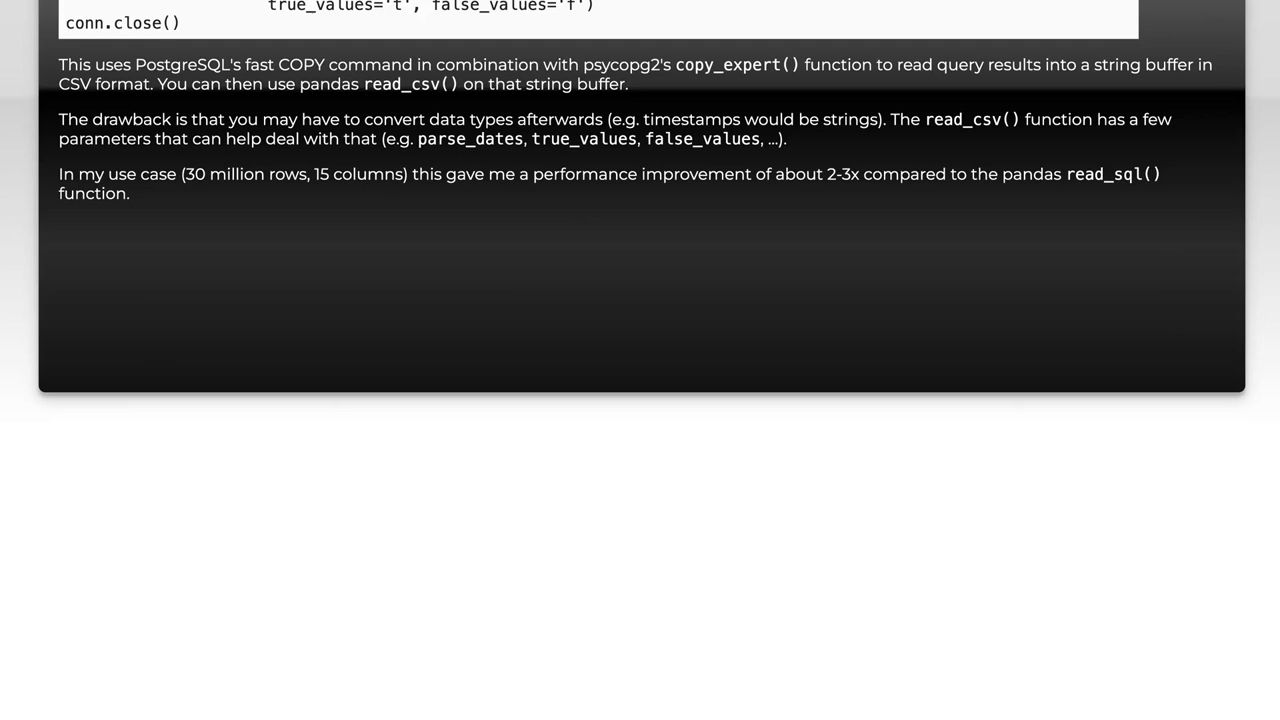 true_values='t', false_values='f')
conn.close()
This uses PostgreSQL's fast COPY command in combination with psycopg2's copy_expert() function to read query results into a string buffer in
CSV format. You can then use pandas read_csv() on that string buffer.
The drawback is that you may have to convert data types afterwards (e.g. timestamps would be strings). The read_csv() function has a few
parameters that can help deal with that (e.g. parse_dates, true_values, false_values, …).
In my use case (30 million rows, 15 columns) this gave me a performance improvement of about 2-3x compared to the pandas read_sql()
function.